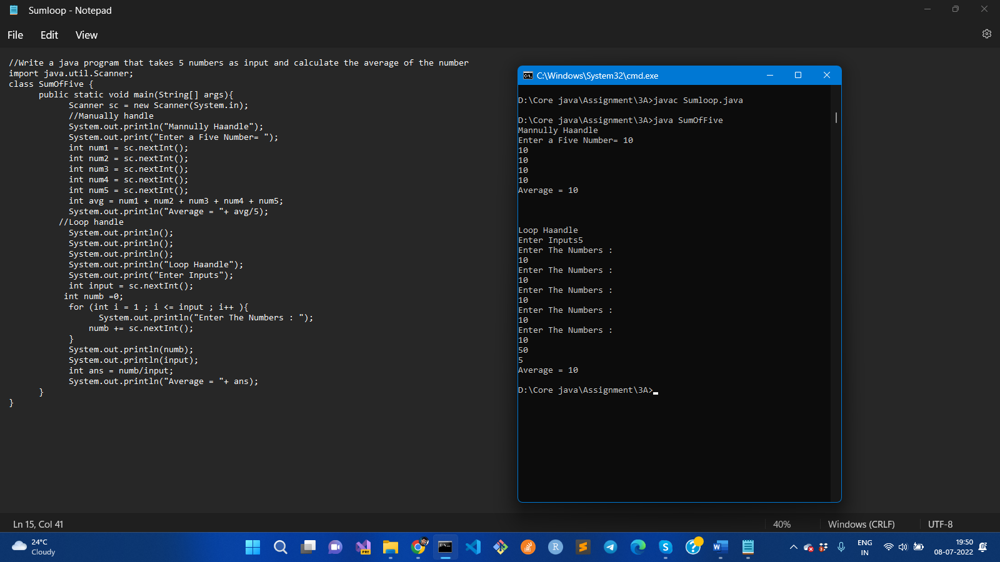 Sumloop - Notepad
File Edit View
//Write a java program that takes 5 numbers as input and calculate the average of the number
import java.util.Scanner;
class SumOfFive {
public static void main(String[] args){
Scanner sc = new Scanner(System.in);
//Manually handle
System.out.println("Mannully Haandle");
System.out.print("Enter a Five Number= ");
int num1 = sc.nextInt();
int num2 = sc.nextInt();
int num3 = sc.nextInt();
int num4 = sc.nextInt();
int num5 = sc.nextInt();
int avg = num1 + num2 + num3 + num4 + num5;
System.out.println("Average = "+ avg/5);
//Loop handle
System.out.println();
System.out.println();
System.out.println();
System.out.println("Loop Haandle");
System.out.print("Enter Inputs");
int input = sc.nextInt();
int numb =0;
for (int i = 1 ; i <= input ; i++ ){
System.out.println("Enter The Numbers : ");
numb += sc.nextInt();
}
System.out.println(numb);
System.out.println(input);
int ans = numb/input;
System.out.println("Average = "+ ans);
}
}
C:\Windows\System32\cmd.exe
D:\Core java\Assignment\3A>javac Sumloop.java
D:\Core java\Assignment\3A>java SumOfFive
Mannully Haandle
Enter a Five Number= 10
10
10
10
10
Average = 10
Loop Haandle
Enter Inputs5
Enter The Numbers :
10
Enter The Numbers :
10
Enter The Numbers :
10
Enter The Numbers :
10
Enter The Numbers :
10
50
5
Average = 10
D:\Core java\Assignment\3A>
Ln 15, Col 41
40%
Windows (CRLF)
UTF-8
24°C
Cloudy
PRE
R
ENG
IN
19:50
08-07-2022